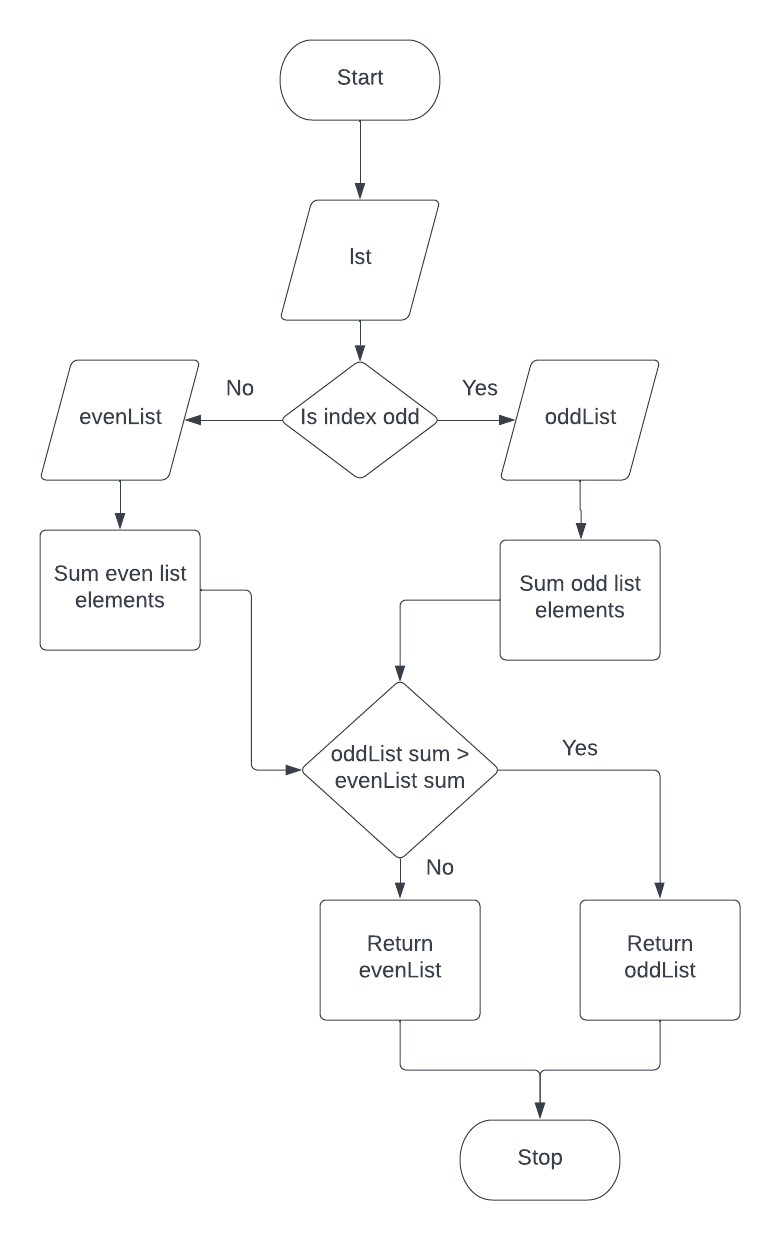 Start
lst
No
Yes
evenList
Is index odd
oddList
Sum even list
elements
Sum odd list
elements
oddList sum >
evenList sum
Yes
No
Return
evenList
Return
oddList
Stop